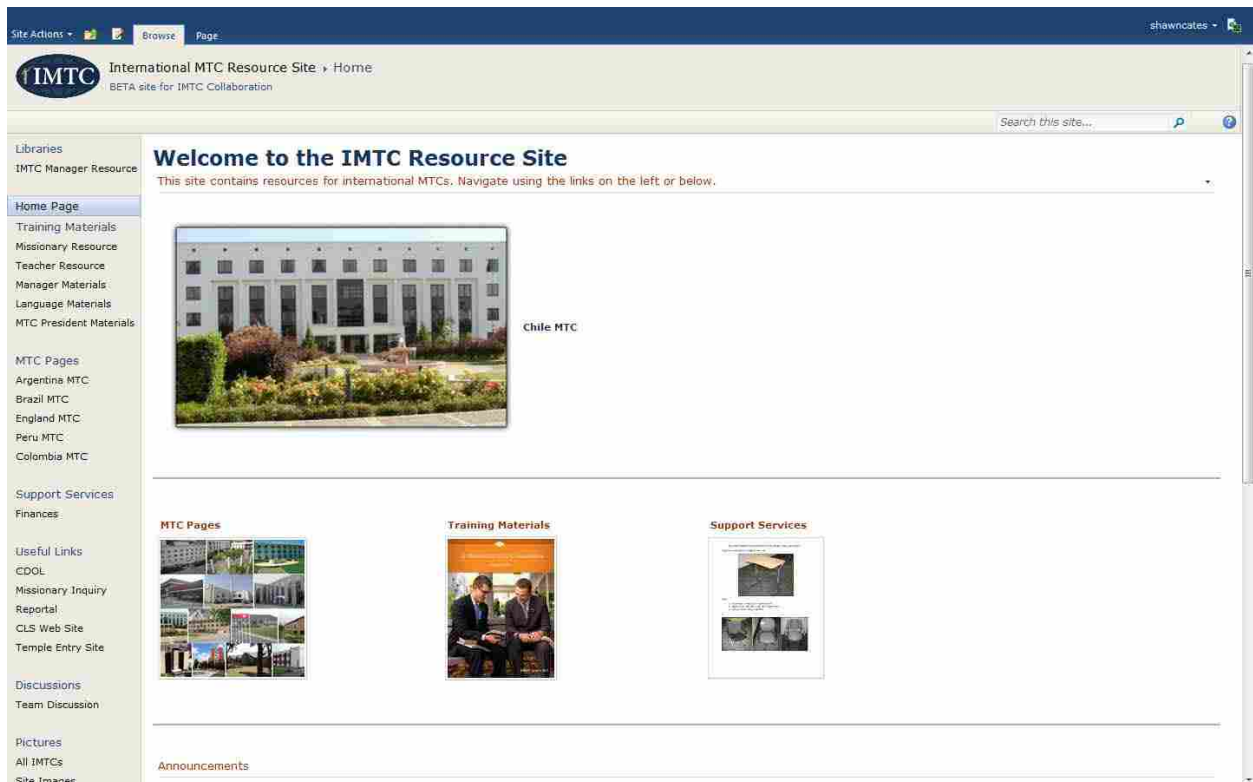 Site Actions
Browse
Page
shawncates
IMTC
International MTC Resource Site ▸ Home
BETA site for IMTC Collaboration
Search this site...
Libraries
IMTC Manager Resource
Home Page
Training Materials
Missionary Resource
Teacher Resource
Manager Materials
Language Materials
MTC President Materials
MTC Pages
Argentina MTC
Brazil MTC
England MTC
Peru MTC
Colombia MTC
Support Services
Finances
Useful Links
CDOL
Missionary Inquiry
Reportal
CLS Web Site
Temple Entry Site
Discussions
Team Discussion
Pictures
All IMTCs
Site Images
Welcome to the IMTC Resource Site
This site contains resources for international MTCs. Navigate using the links on the left or below.
Chile MTC
MTC Pages
Training Materials
Support Services
Announcements